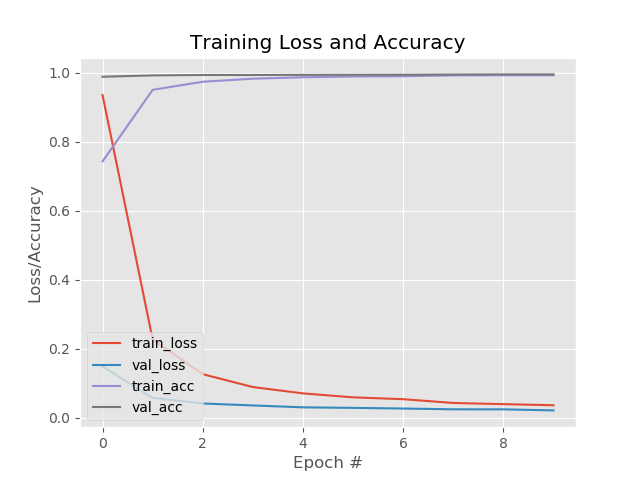 Training Loss and Accuracy
1.0
0.8
0.6
0.4
0.2
0.0
Loss/Accuracy
train_loss
val_loss
train_acc
val_acc
0 2 4 6 8
Epoch #